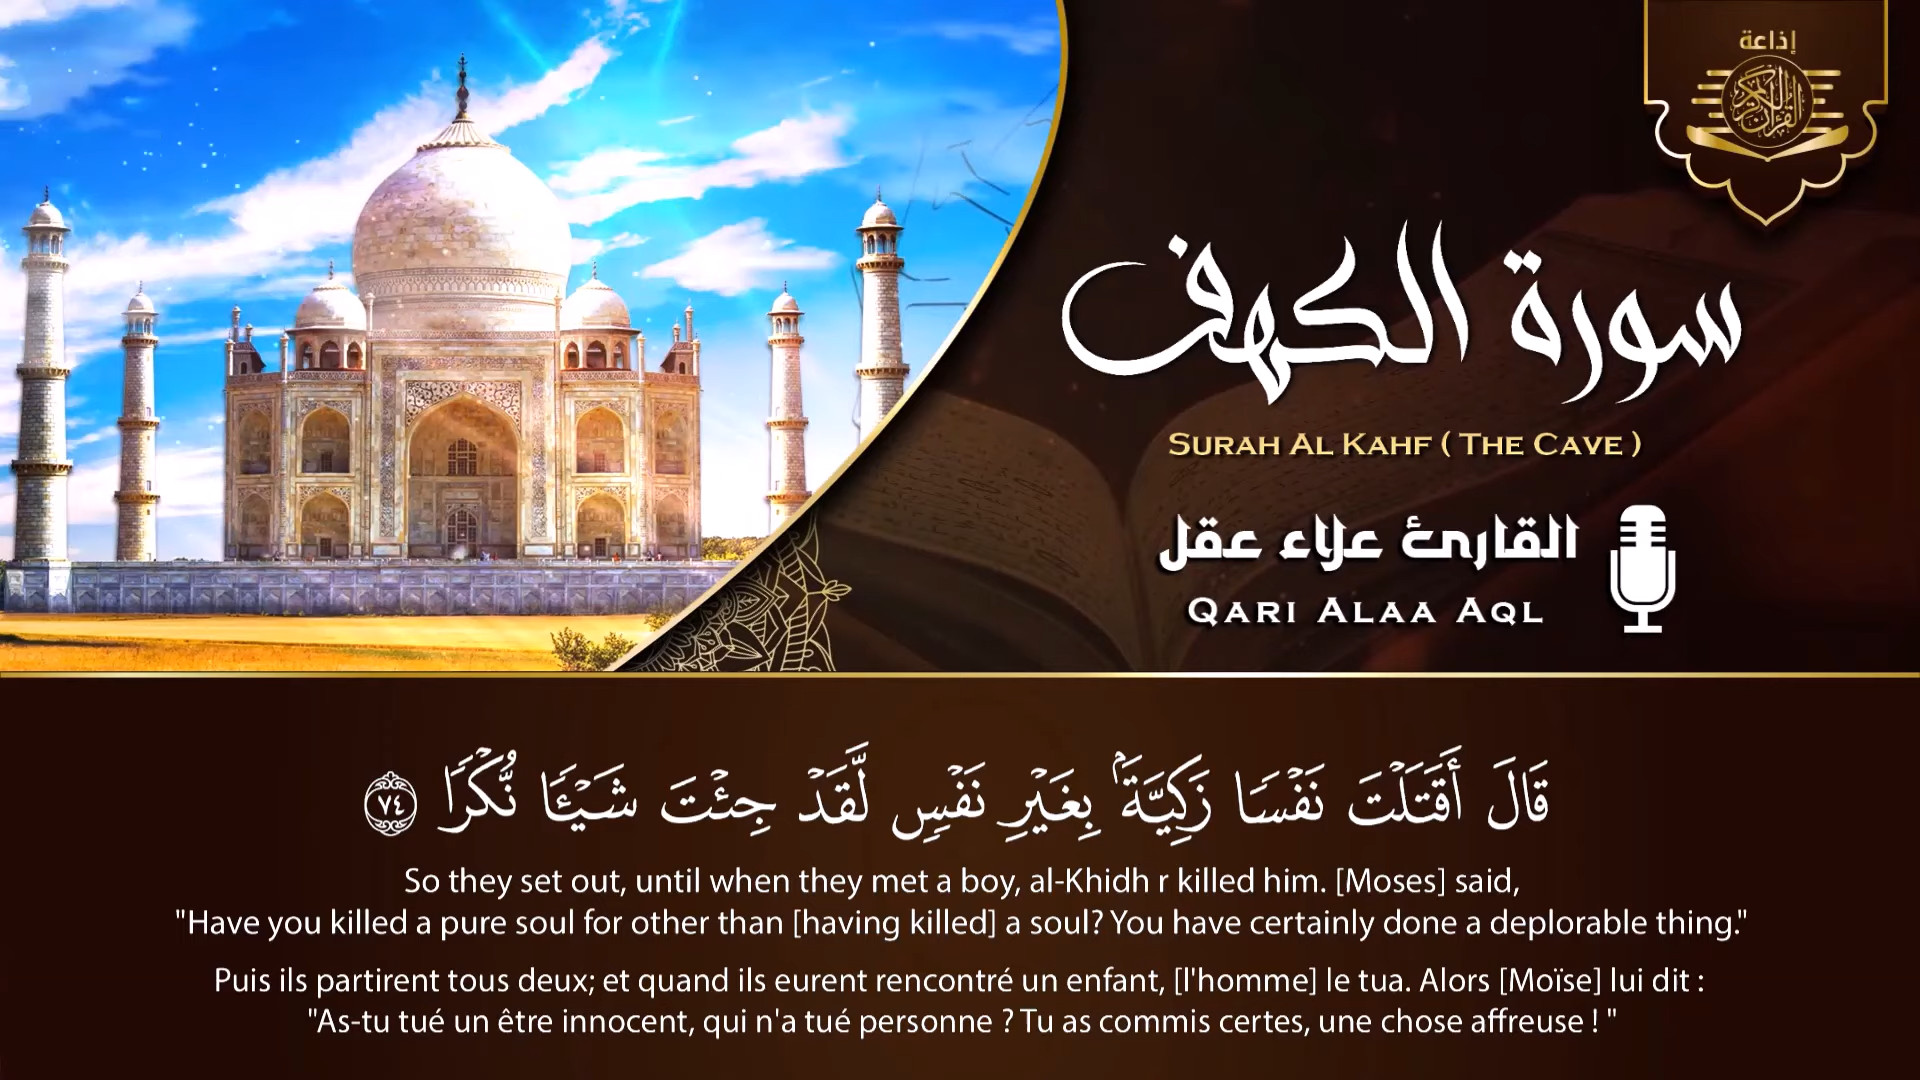 إذاعة
القرآن الكريم
سورة الكهف
SURAH AL KAHF ( THE CAVE )
القارئ علاء عقل
QARI ALAA AQL
قَالَ أَقَتَلْتَ نَفْسًا زَكِيَّةَۢ بِغَيْرِ نَفْسٍ لَّقَدْ جِئْتَ شَيْـًٔا نُّكْرًا ٧٤
So they set out, until when they met a boy, al-Khidh r killed him. [Moses] said,
"Have you killed a pure soul for other than [having killed] a soul? You have certainly done a deplorable thing."
Puis ils partirent tous deux; et quand ils eurent rencontré un enfant, [l'homme] le tua. Alors [Moïse] lui dit :
"As-tu tué un être innocent, qui n'a tué personne ? Tu as commis certes, une chose affreuse ! "